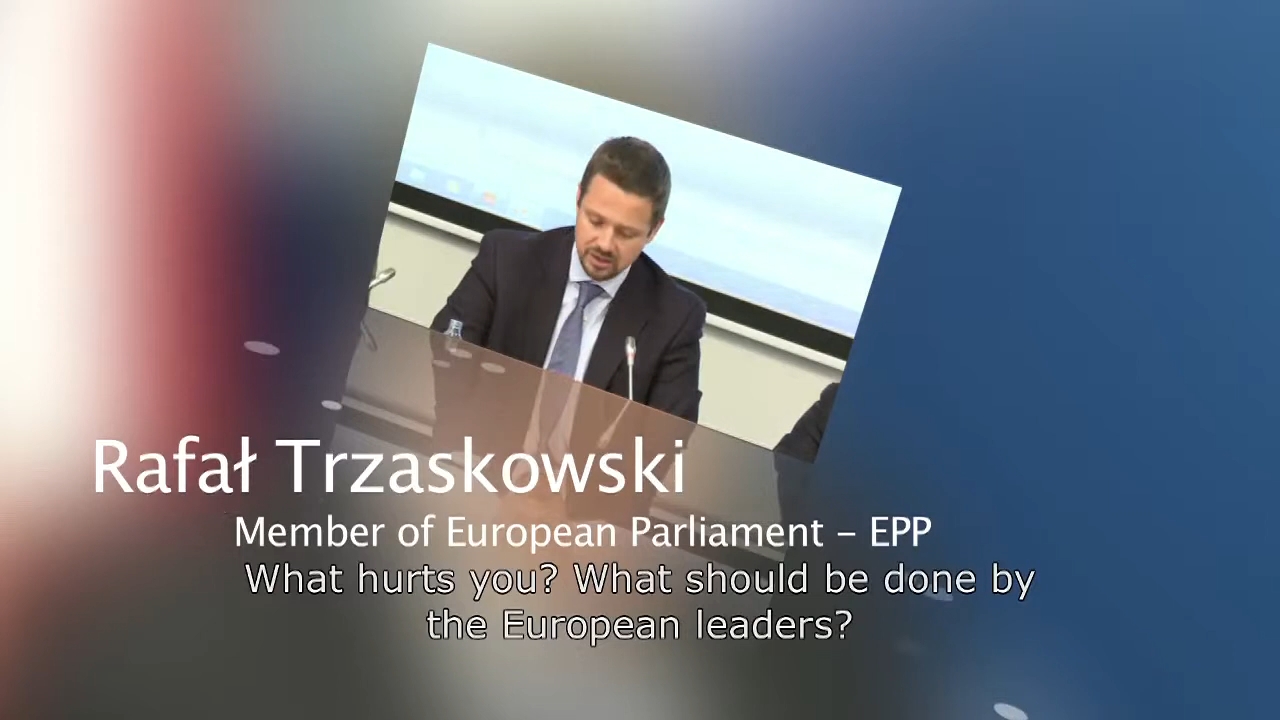 Rafał Trzaskowski
Member of European Parliament – EPP
What hurts you? What should be done by
the European leaders?